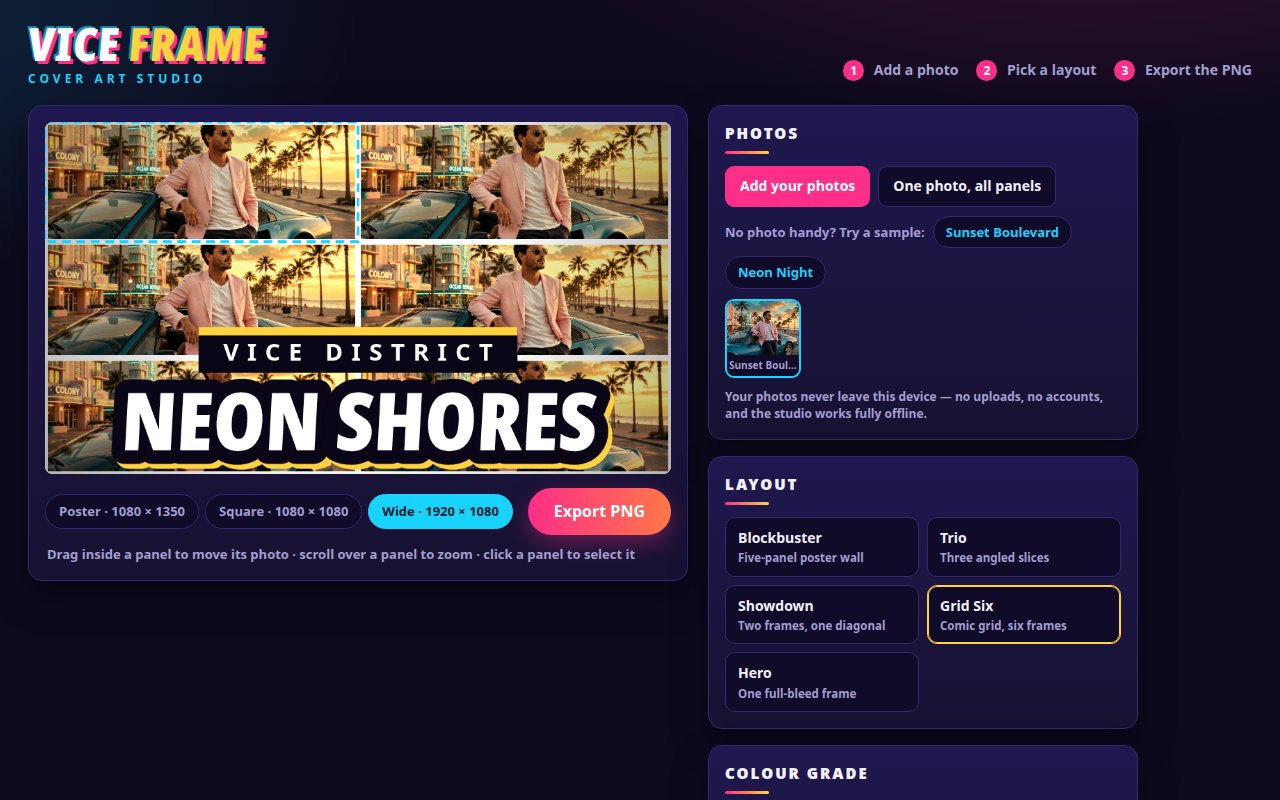 VICE FRAME
COVER ART STUDIO
1 Add a photo 2 Pick a layout 3 Export the PNG
COLONY
COLONY
COLONY
COLONY
VICE DISTRICT
NEON SHORES
Poster · 1080 × 1350 Square · 1080 × 1080 Wide · 1920 × 1080 Export PNG
Drag inside a panel to move its photo · scroll over a panel to zoom · click a panel to select it
PHOTOS
Add your photos One photo, all panels
No photo handy? Try a sample: Sunset Boulevard
Neon Night
Sunset Boul...
Your photos never leave this device — no uploads, no accounts,
and the studio works fully offline.
LAYOUT
Blockbuster
Five-panel poster wall
Trio
Three angled slices
Showdown
Two frames, one diagonal
Grid Six
Comic grid, six frames
Hero
One full-bleed frame
COLOUR GRADE